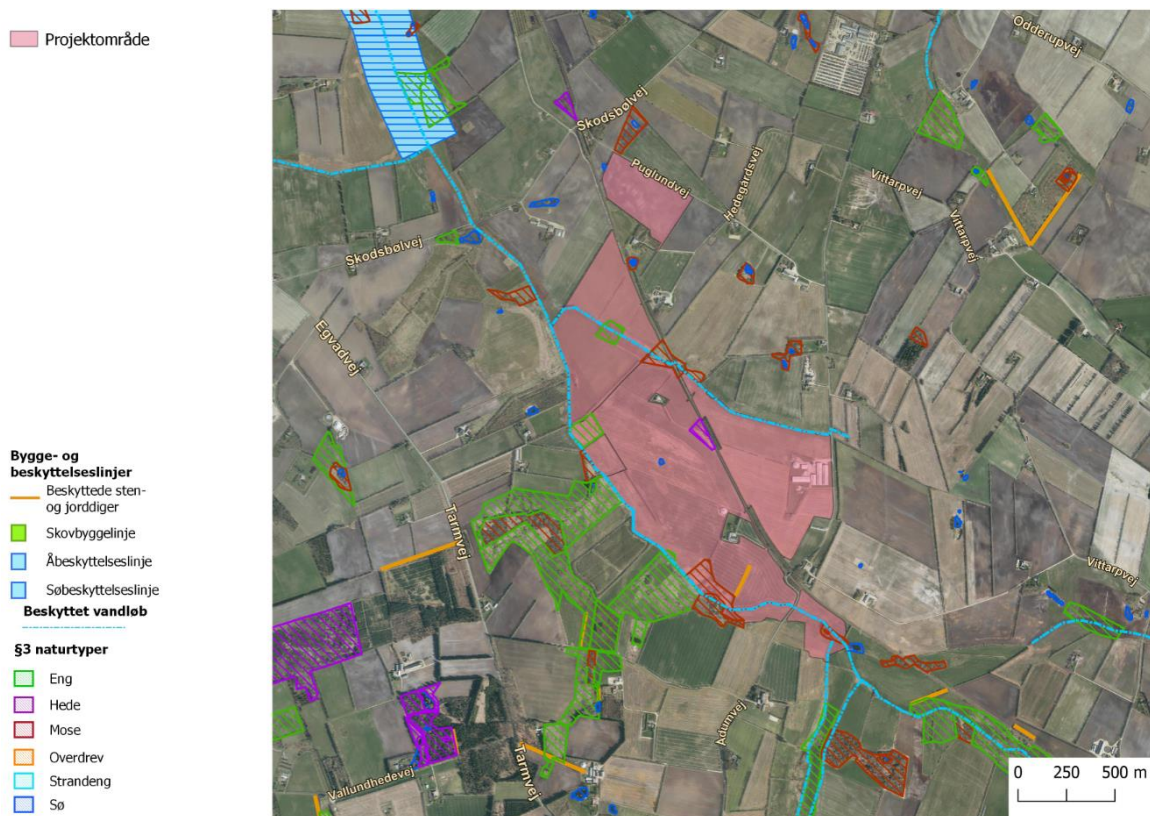 Projektområde
Bygge- og
beskyttelseslinjer
Beskyttede sten-
og jorddiger
Skovbyggelinje
Åbeskyttelseslinje
Søbeskyttelseslinje
Beskyttet vandløb
§3 naturtyper
Eng
Hede
Mose
Overdrev
Strandeng
Sø
Odderupvej
Skodsbølvej
Puglundvej
Hedegårdsvej
Vittarpvej
Vittarpvej
Skodsbølvej
Egvadvej
Tarmvej
Vittarpvej
Adumvej
Tarmvej
Vallundhedevej
0 250 500 m